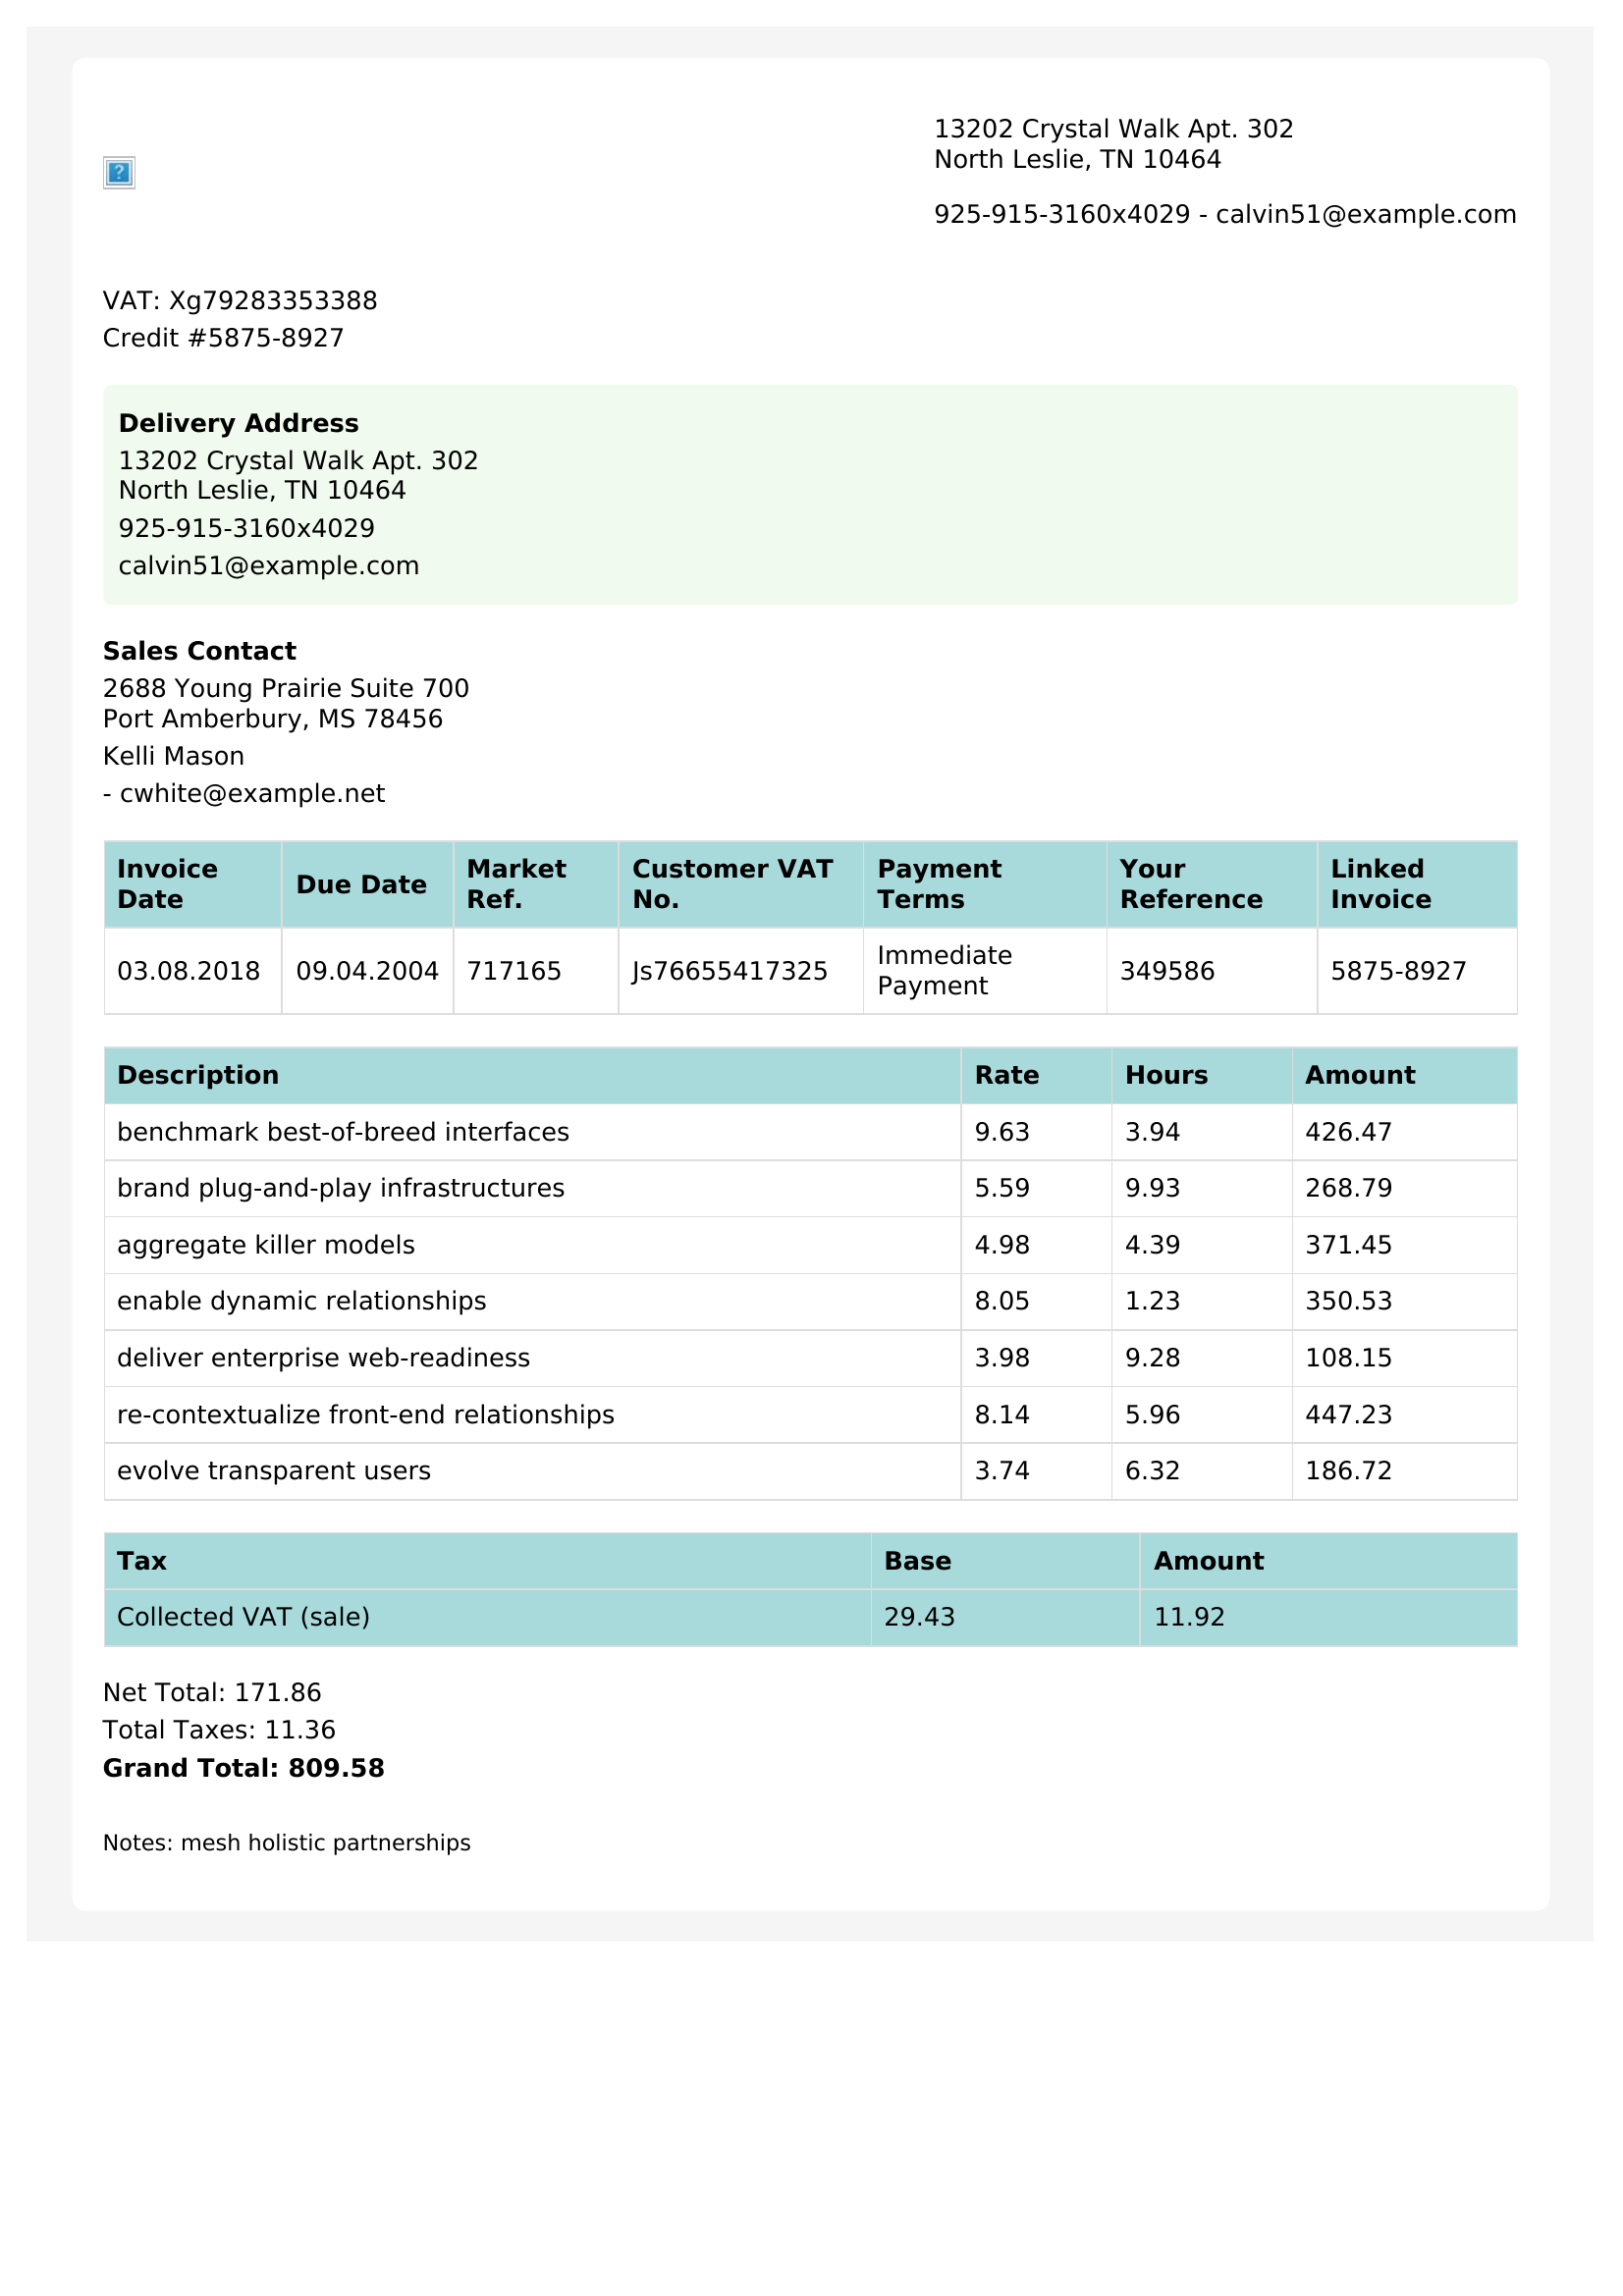 13202 Crystal Walk Apt. 302
North Leslie, TN 10464
925-915-3160x4029 - calvin51@example.com
VAT: Xg79283353388
Credit #5875-8927
Delivery Address
13202 Crystal Walk Apt. 302
North Leslie, TN 10464
925-915-3160x4029
calvin51@example.com
Sales Contact
2688 Young Prairie Suite 700
Port Amberbury, MS 78456
Kelli Mason
- cwhite@example.net
Invoice Date Due Date Market Ref. Customer VAT No. Payment Terms Your Reference Linked Invoice
03.08.2018 09.04.2004 717165 Js76655417325 Immediate Payment 349586 5875-8927
Description Rate Hours Amount
benchmark best-of-breed interfaces 9.63 3.94 426.47
brand plug-and-play infrastructures 5.59 9.93 268.79
aggregate killer models 4.98 4.39 371.45
enable dynamic relationships 8.05 1.23 350.53
deliver enterprise web-readiness 3.98 9.28 108.15
re-contextualize front-end relationships 8.14 5.96 447.23
evolve transparent users 3.74 6.32 186.72
Tax Base Amount
Collected VAT (sale) 29.43 11.92
Net Total: 171.86
Total Taxes: 11.36
Grand Total: 809.58
Notes: mesh holistic partnerships